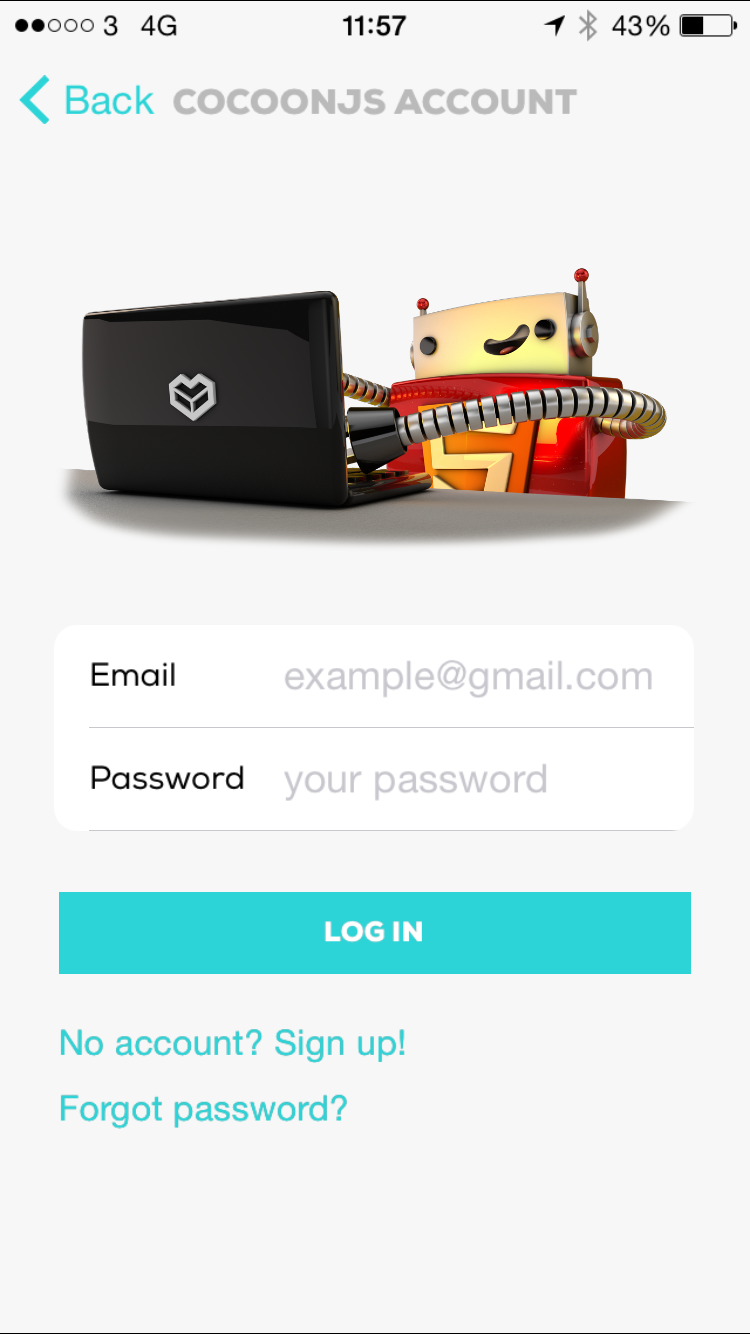 3 4G 11:57 43%
Back COCOONJS ACCOUNT
Email example@gmail.com
Password your password
LOG IN
No account? Sign up!
Forgot password?